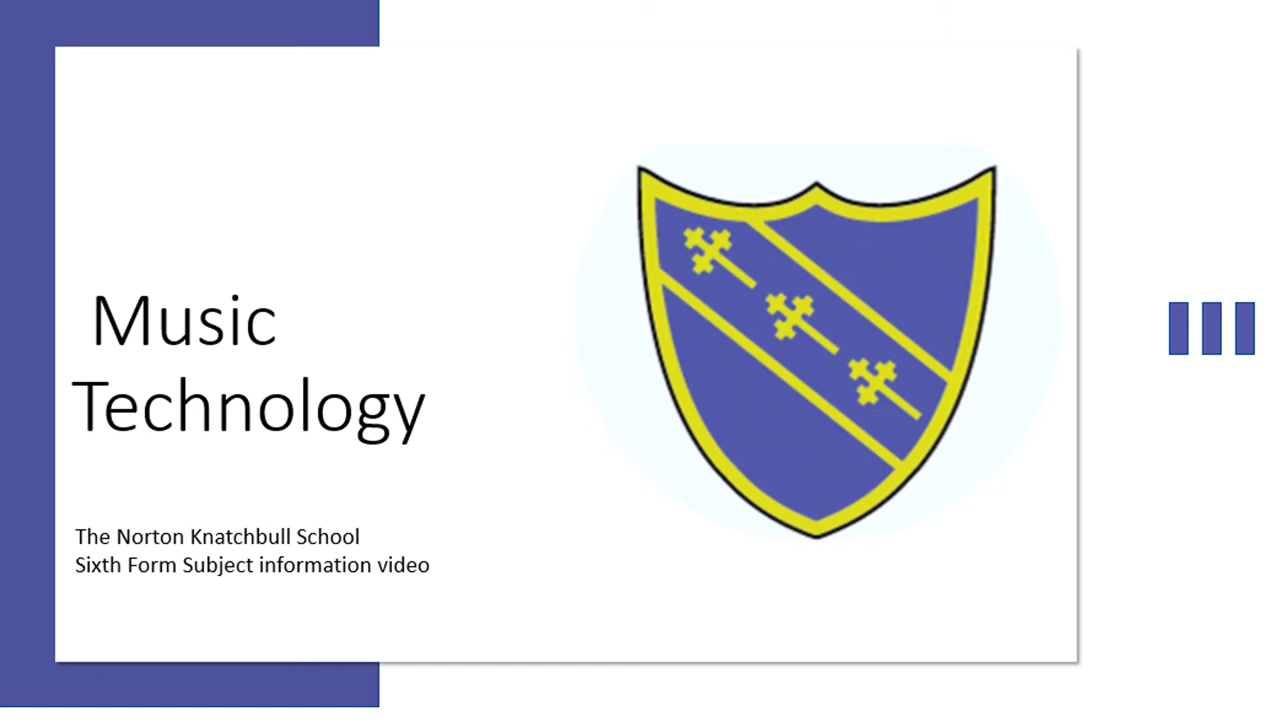 Music
Technology
The Norton Knatchbull School
Sixth Form Subject information video